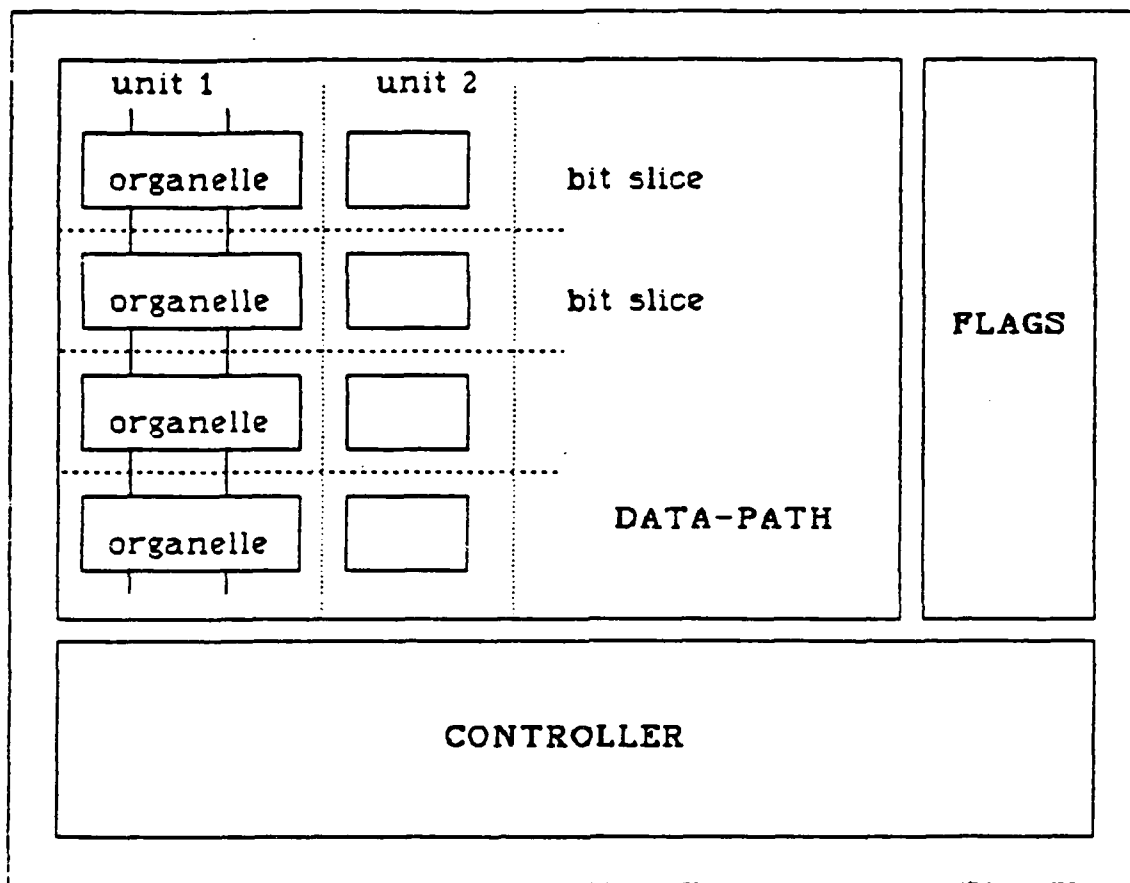 unit 1 unit 2
organelle bit slice
organelle bit slice
FLAGS
organelle
organelle DATA-PATH
CONTROLLER